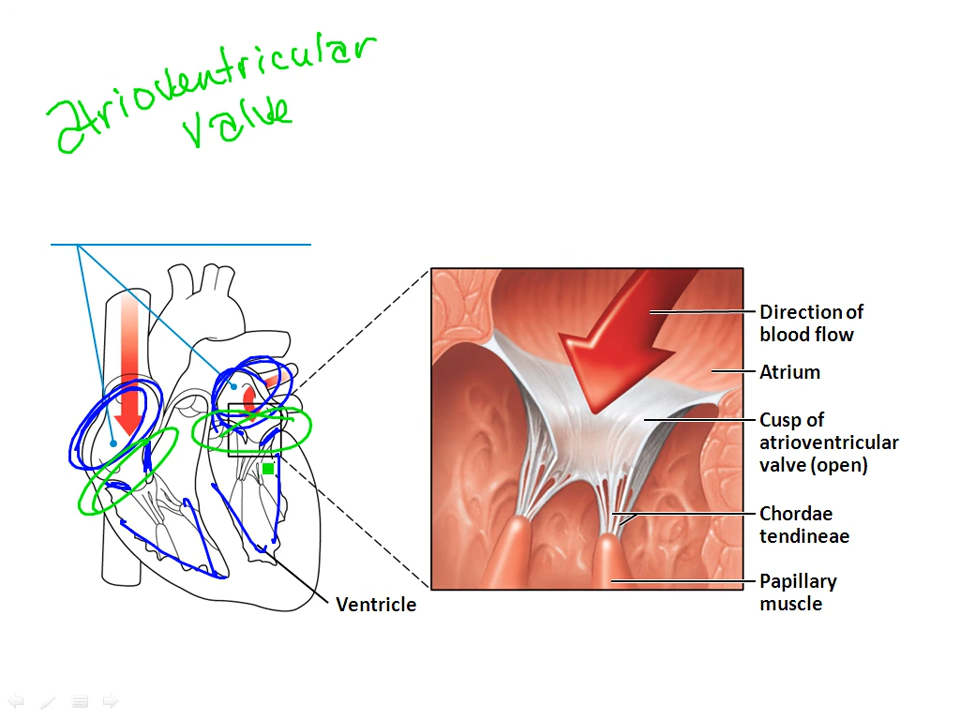 atrioventricular
valve
Direction of
blood flow
Atrium
Cusp of
atrioventricular
valve (open)
Chordae
tendineae
Papillary
muscle
Ventricle